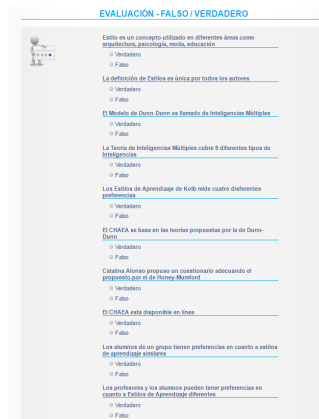 EVALUACIÓN - FALSO / VERDADERO
Estilo es un concepto utilizado en diferentes áreas como
arquitectura, psicología, moda, educación
Verdadero
Falso
La definición de Estilos es única por todos los autores
Verdadero
Falso
El Modelo de Dunn-Dunn es llamado de Inteligencias Múltiples
Verdadero
Falso
La Teoría de Inteligencias Múltiples cubre 8 diferentes tipos de
Inteligencias
Verdadero
Falso
Los Estilos de Aprendizaje de Kolb mide cuatro disferentes
preferencias
Verdadero
Falso
El CHAEA se basa en las teorías propuestas por la de Dunn-
Dunn
Verdadero
Falso
Catalina Alonso propuso un cuestionario adecuando el
propuesto por el de Honey-Mumford
Verdadero
Falso
El CHAEA esta disponible en línea
Verdadero
Falso
Los alumnos de un grupo tienen preferencias en cuanto a estilos
de aprendizaje similares
Verdadero
Falso
Los profesores y los alumnos pueden tener preferencias en
cuanto a Estilos de Aprendizaje diferentes
Verdadero
Falso